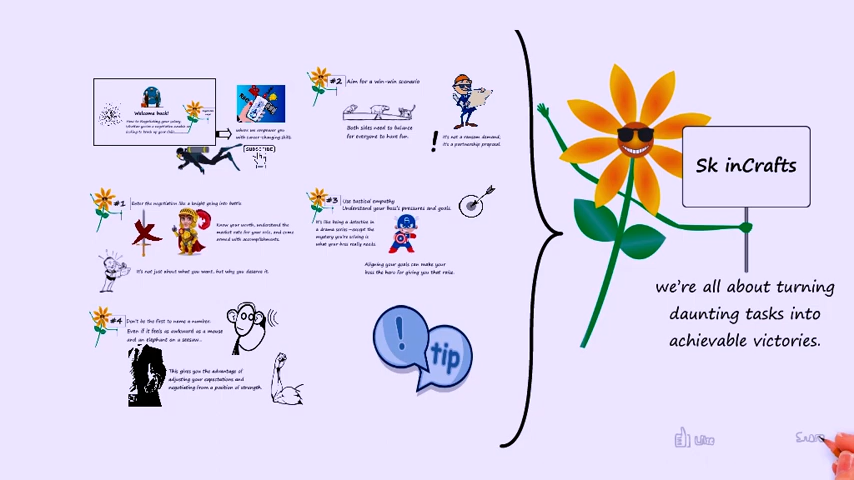 Welcome back!
where we empower you
with career-changing skills.
SUBSCRIBE
#2 Aim for a win-win scenario
Both sides need to balance
for everyone to have fun.
It's not a ransom demand;
it's a partnership proposal.
#1 Enter the negotiation like a knight going into battle
Know your worth, understand the
market rate for your role, and come
armed with accomplishments.
It's not just about what you want, but why you deserve it.
#3 Use tactical empathy
Understand your boss's pressures and goals.
It's like being a detective in
a drama series—except the
mystery you're solving is
what your boss really needs.
Aligning your goals can make your
boss the hero for giving you that raise.
#4 Don't be the first to name a number.
Even if it feels as awkward as a mouse
and an elephant on a seesaw..
This gives you the advantage of
adjusting your expectations and
negotiating from a position of strength.
!
tip
Sk inCrafts
we're all about turning
daunting tasks into
achievable victories.
Like